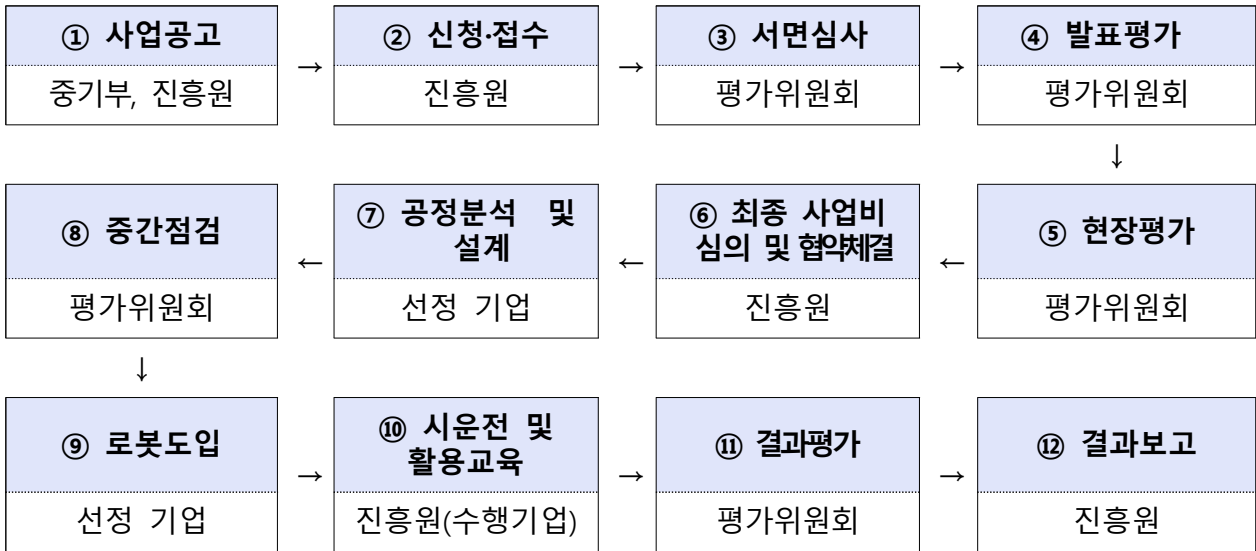 ① 사업공고
중기부, 진흥원
→
② 신청·접수
진흥원
→
③ 서면심사
평가위원회
→
④ 발표평가
평가위원회
↓
⑤ 현장평가
평가위원회
←
⑥ 최종 사업비
심의 및 협약체결
진흥원
←
⑦ 공정분석 및
설계
선정 기업
←
⑧ 중간점검
평가위원회
↓
⑨ 로봇도입
선정 기업
→
⑩ 시운전 및
활용교육
진흥원(수행기업)
→
⑪ 결과평가
평가위원회
→
⑫ 결과보고
진흥원